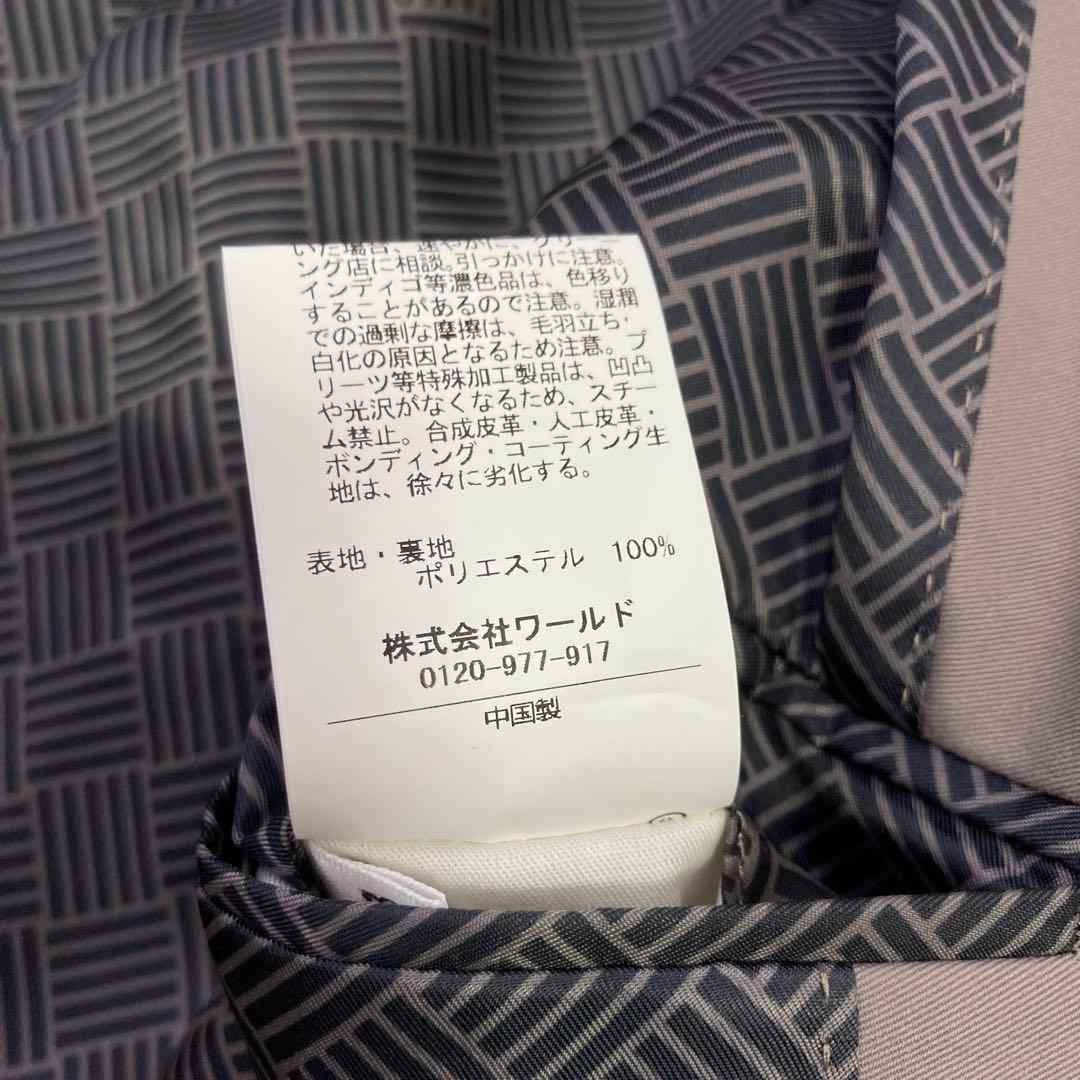 いた場合、速やかに、クリーニ
ング店に相談。引っかけに注意。
インディゴ等濃色品は、色移り
することがあるので注意。湿潤
での過剰な摩擦は、毛羽立ち・
白化の原因となるため注意。プ
リーツ等特殊加工製品は、凹凸
や光沢がなくなるため、スチー
ム禁止。合成皮革・人工皮革・
ボンディング・コーティング生
地は、徐々に劣化する。
表地・裏地
ポリエステル 100%
株式会社ワールド
0120-977-917
中国製